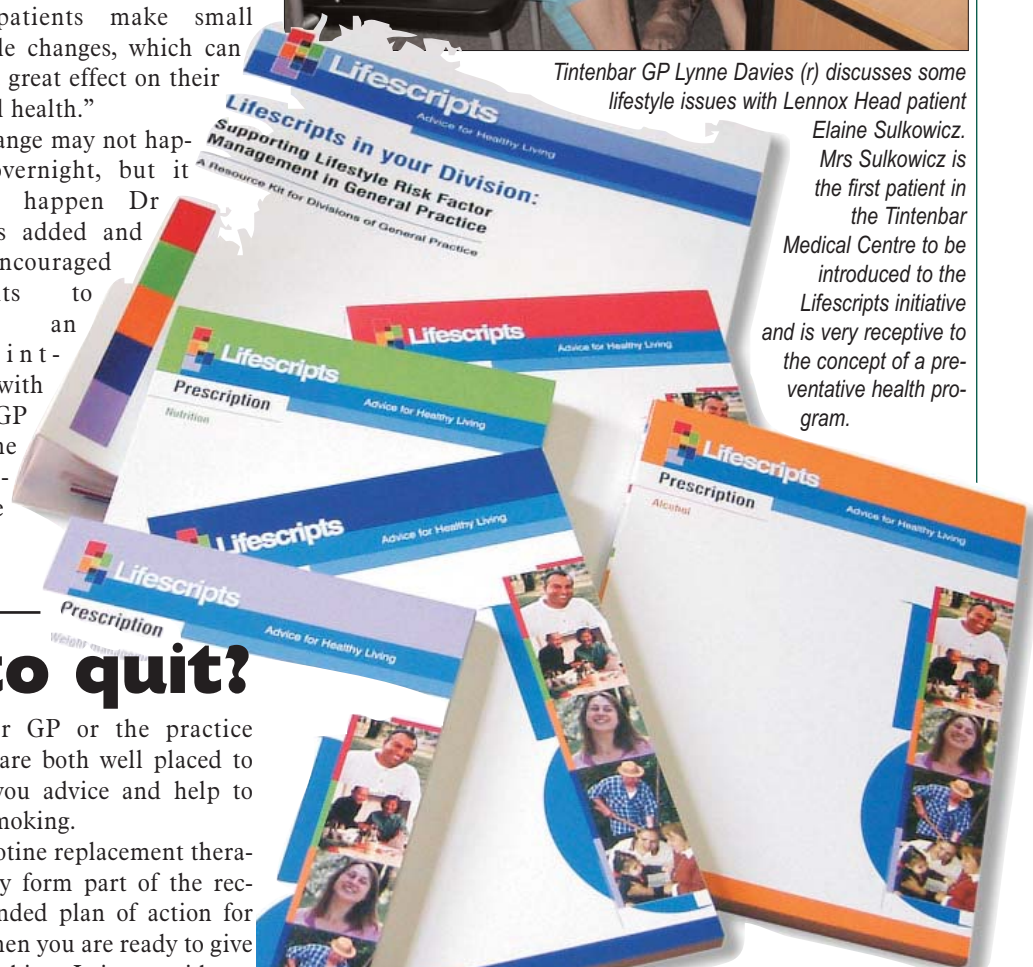 patients make small
changes, which can
great effect on their
health.”
may not hap-
vernight, but it
happen Dr
added and
ncouraged
to
an
with
GP
Tintenbar GP Lynne Davies (r) discusses some
lifestyle issues with Lennox Head patient
Elaine Sulkowicz.
Mrs Sulkowicz is
the first patient in
the Tintenbar
Medical Centre to be
introduced to the
Lifescripts initiative
and is very receptive to
the concept of a pre-
ventative health pro-
gram.
Lifescripts
Advice for Healthy Living
Lifescripts in your Division:
Supporting Lifestyle Risk Factor
Management in General Practice
A Resource Kit for Divisions of General Practice
Lifescripts
Advice for Healthy Living
Lifescripts
Advice for Healthy Living
Prescription
Nutrition
Lifescripts
Advice for Healthy Living
Lifescripts
Advice for Healthy Living
Prescription
Alcohol
Lifescripts
Advice for Healthy Living
Prescription
Weight
to quit?
GP or the practice
are both well placed to
you advice and help to
moking.
otine replacement thera-
y form part of the rec-
nded plan of action for
hen you are ready to give